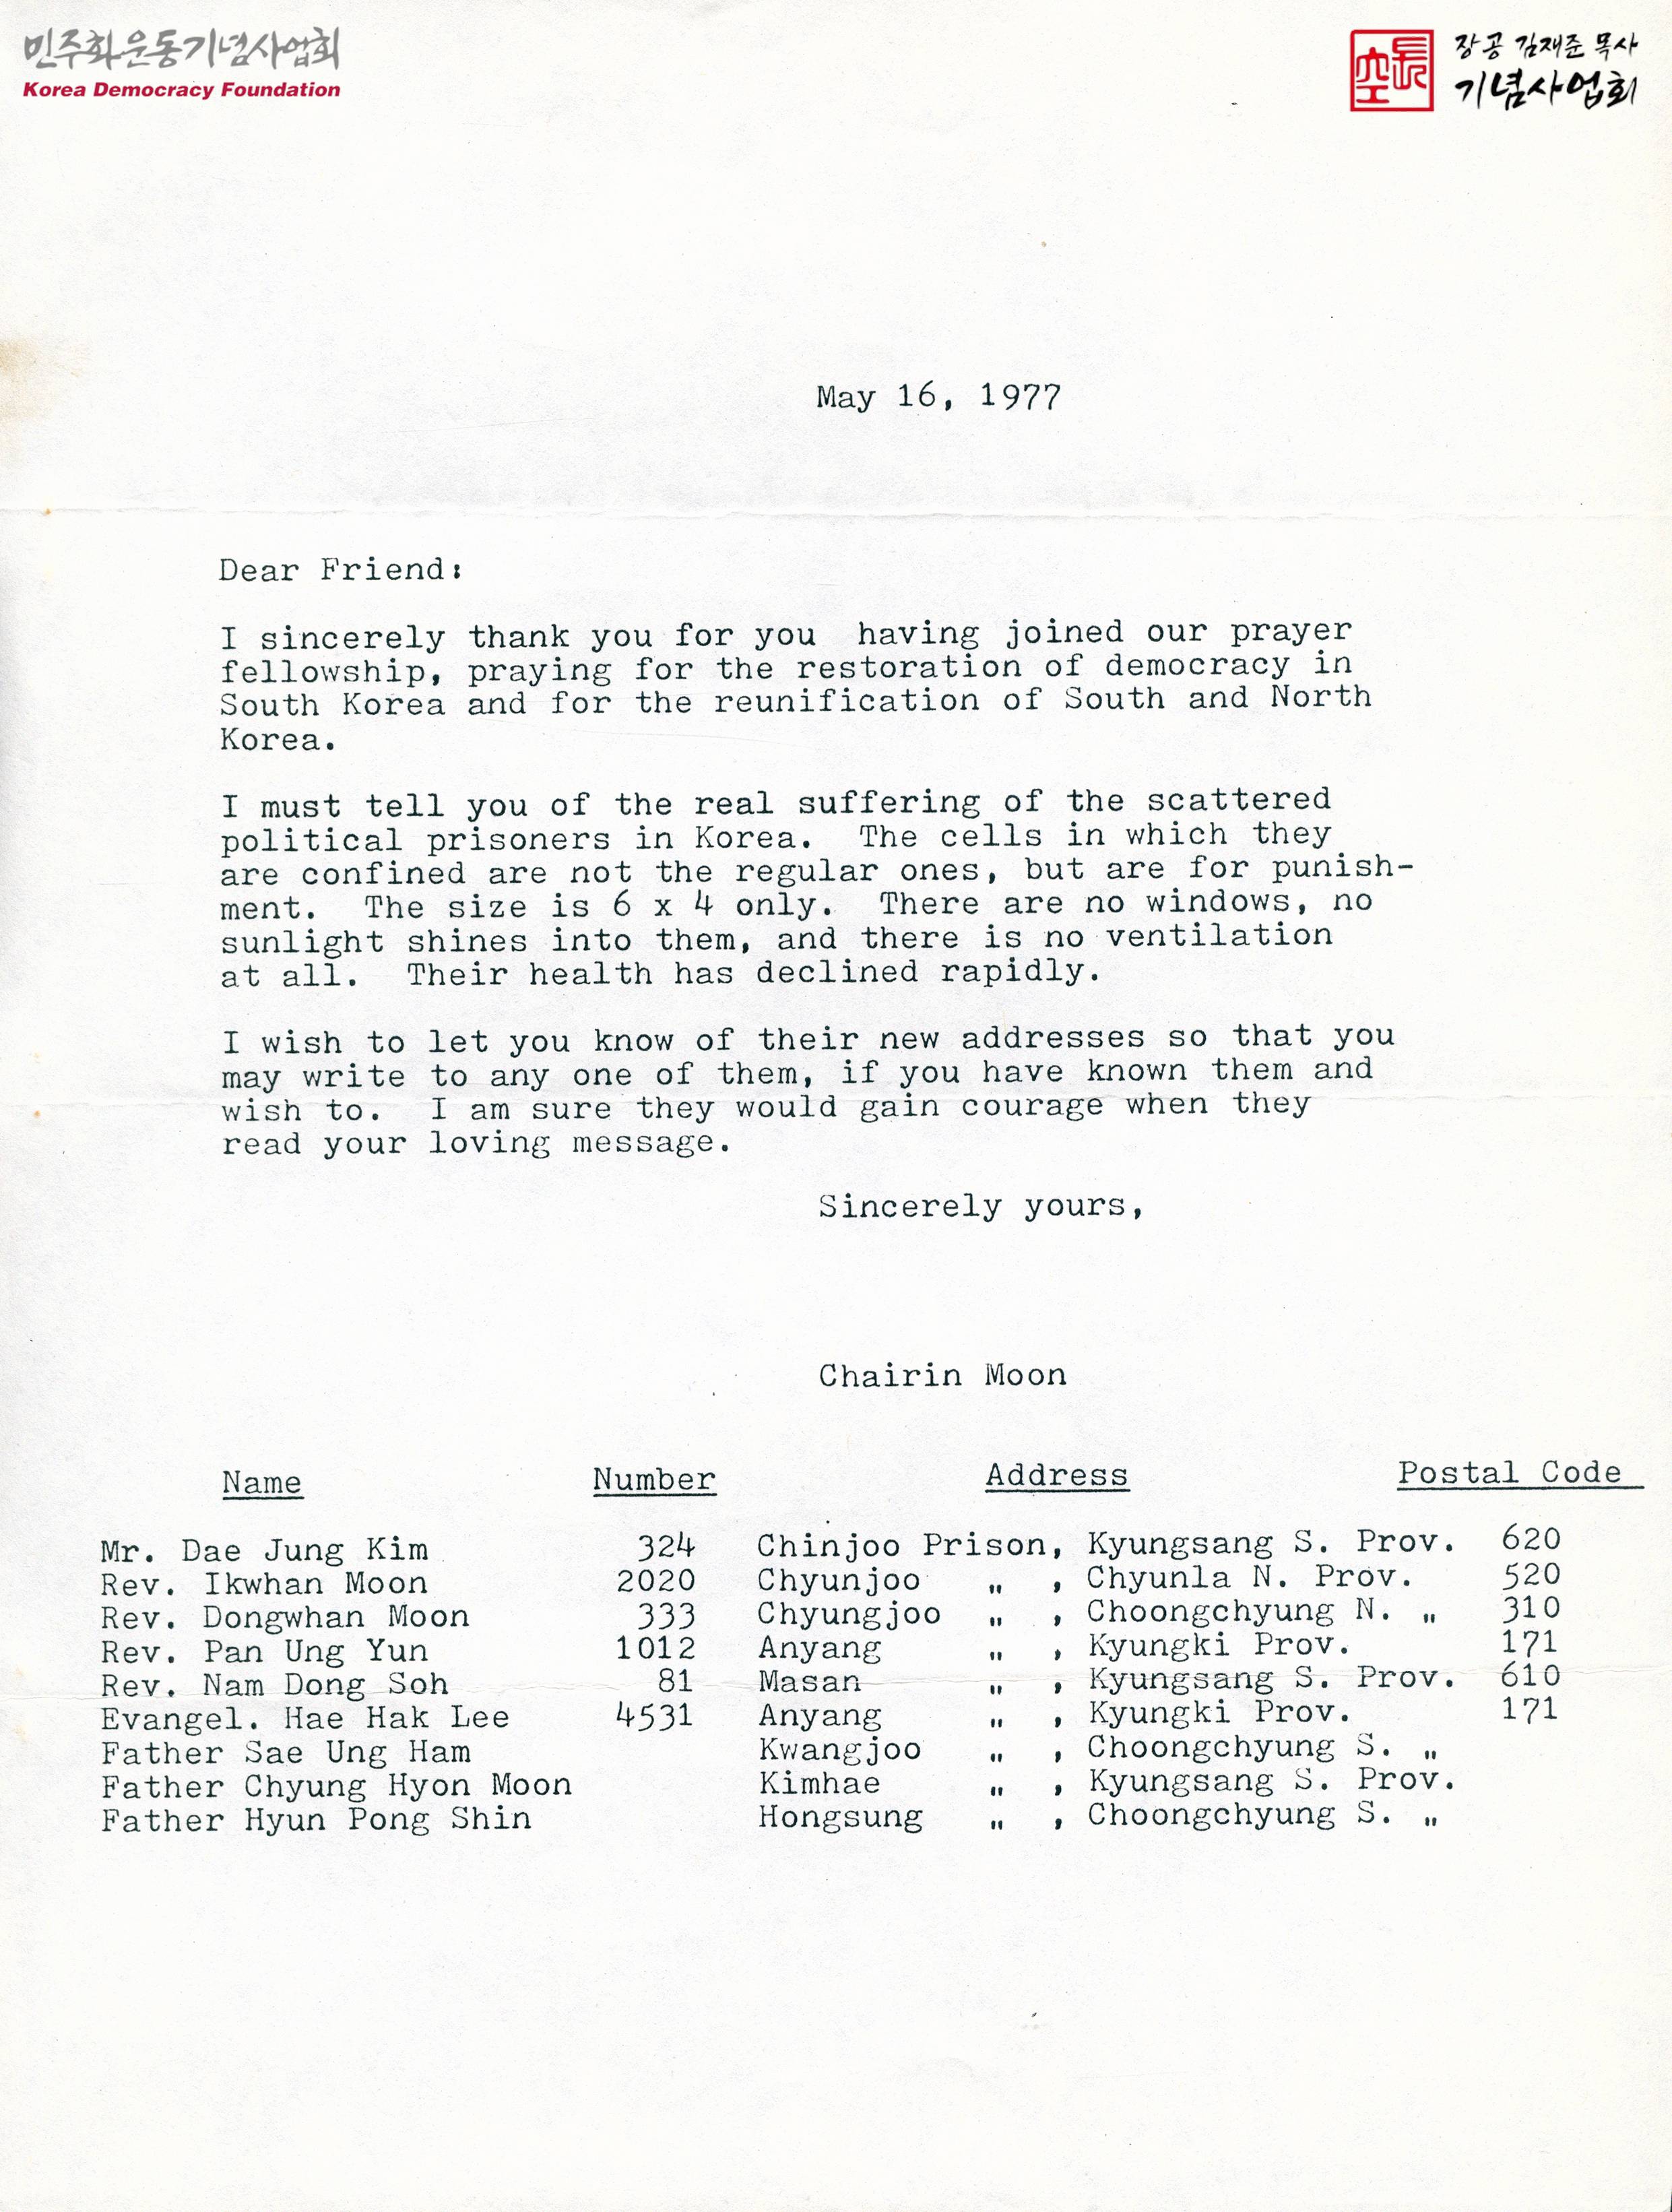 민주화운동기념사업회
Korea Democracy Foundation
長空
장공 김재준 목사
기념사업회
May 16, 1977
Dear Friend:
I sincerely thank you for you  having joined our prayer
fellowship, praying for the restoration of democracy in
South Korea and for the reunification of South and North
Korea.
I must tell you of the real suffering of the scattered
political prisoners in Korea.  The cells in which they
are confined are not the regular ones, but are for punish-
ment.  The size is 6 x 4 only.  There are no windows, no
sunlight shines into them, and there is no ventilation
at all.  Their health has declined rapidly.
I wish to let you know of their new addresses so that you
may write to any one of them, if you have known them and
wish to.  I am sure they would gain courage when they
read your loving message.
Sincerely yours,
Chairin Moon
Name Number Address Postal Code
Mr. Dae Jung Kim 324 Chinjoo Prison, Kyungsang S. Prov. 620
Rev. Ikwhan Moon 2020 Chyunjoo " , Chyunla N. Prov. 520
Rev. Dongwhan Moon 333 Chyungjoo " , Choongchyung N. " 310
Rev. Pan Ung Yun 1012 Anyang " , Kyungki Prov. 171
Rev. Nam Dong Soh 81 Masan " , Kyungsang S. Prov. 610
Evangel. Hae Hak Lee 4531 Anyang " , Kyungki Prov. 171
Father Sae Ung Ham Kwangjoo " , Choongchyung S. "
Father Chyung Hyon Moon Kimhae " , Kyungsang S. Prov.
Father Hyun Pong Shin Hongsung " , Choongchyung S. "